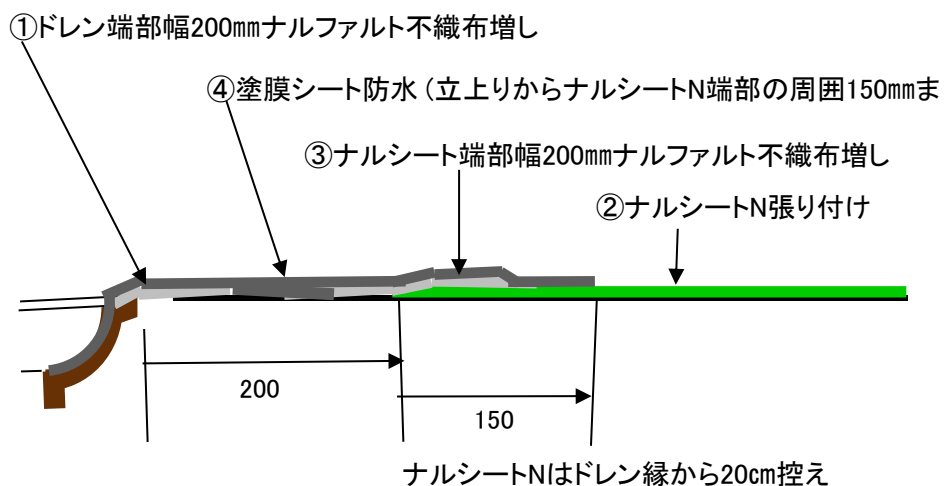 ①ドレン端部幅200㎜ナルファルト不織布増し
④塗膜シート防水（立上りからナルシートN端部の周囲150㎜ま
③ナルシート端部幅200㎜ナルファルト不織布増し
②ナルシートN張り付け
200
150
ナルシートNはドレン縁から20㎝控え